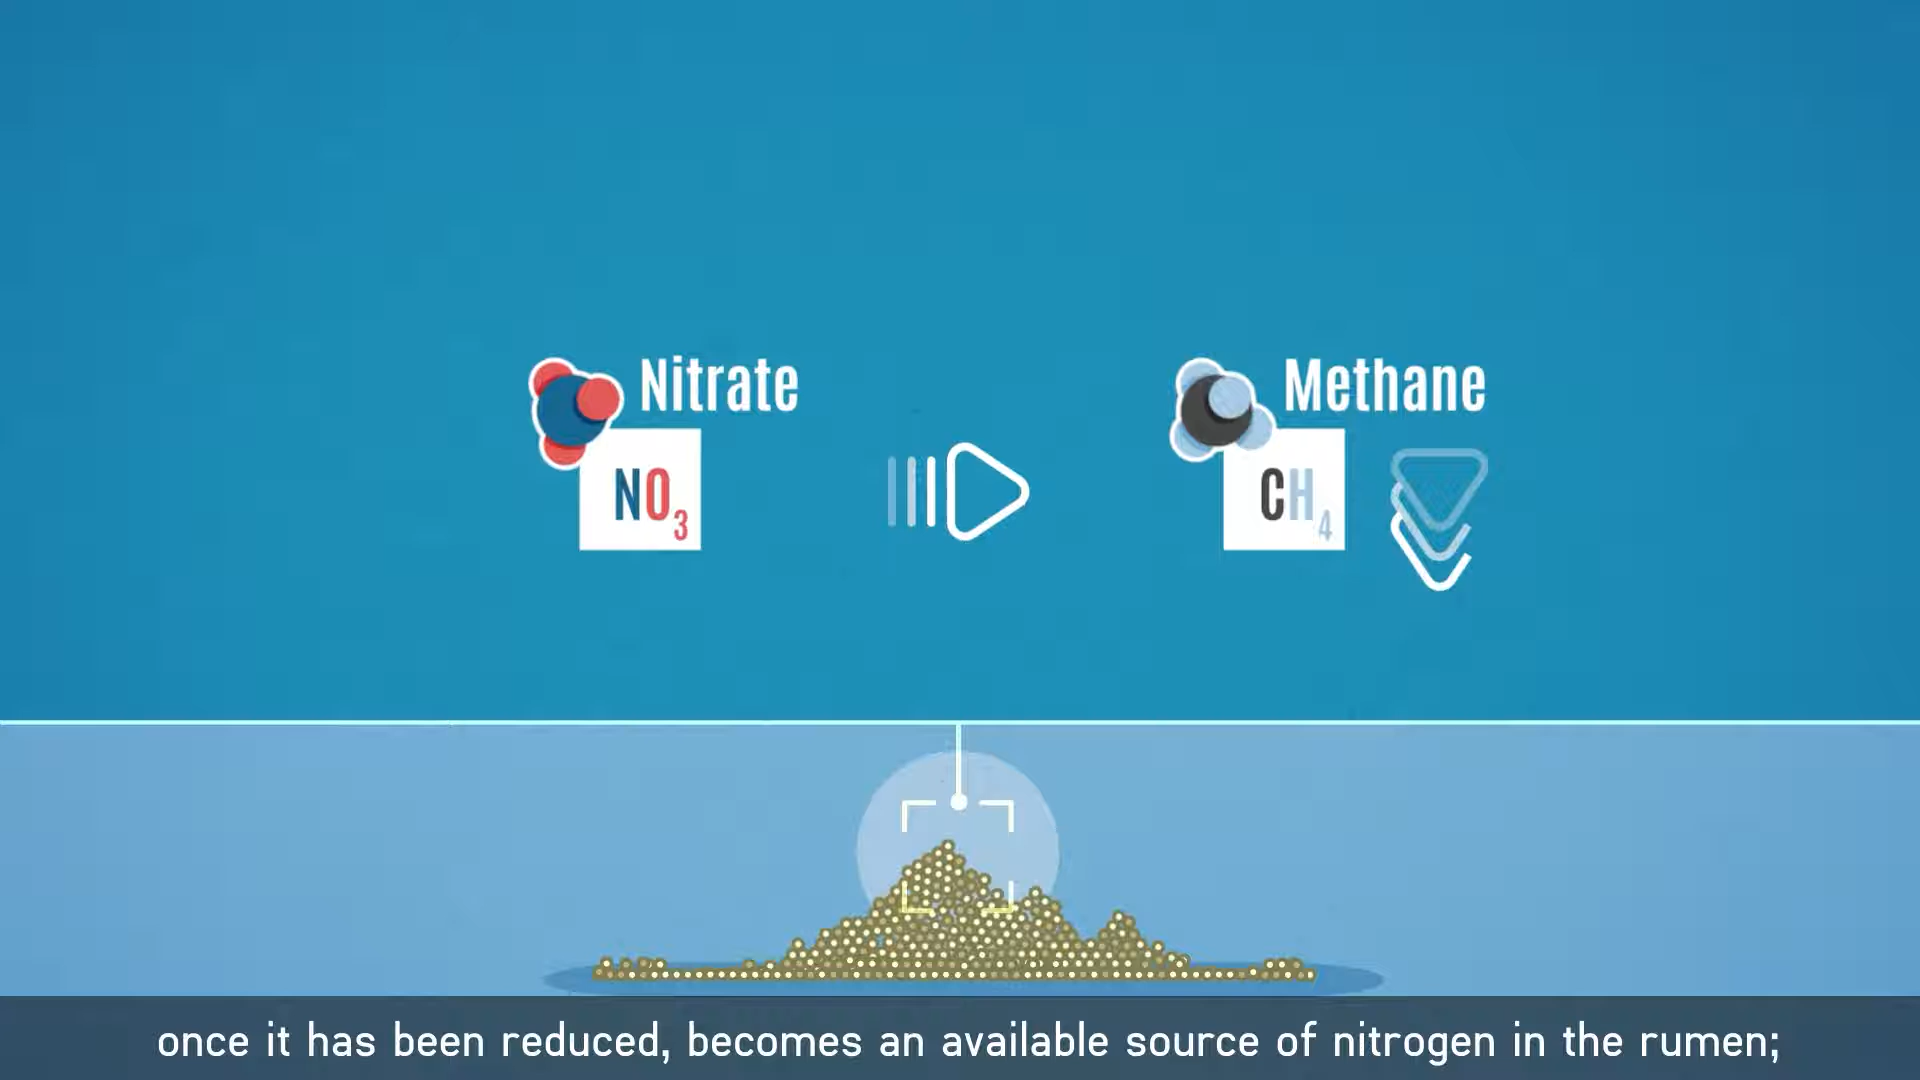 Nitrate
NO3
Methane
CH4
once it has been reduced, becomes an available source of nitrogen in the rumen;